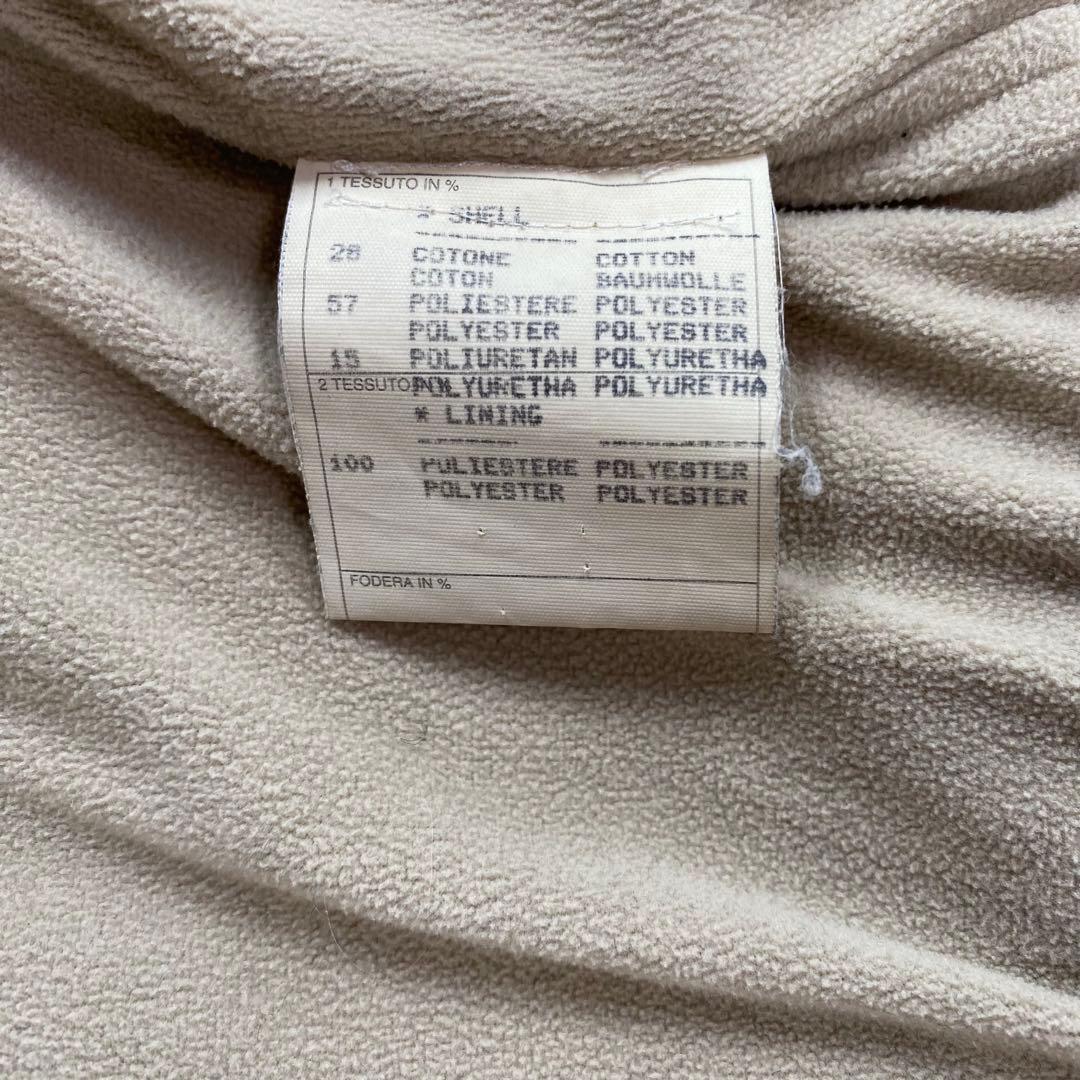 1 TESSUTO IN %
* SHELL
28 COTONE COTTON
COTON BAUMWOLLE
57 POLIESTERE POLYESTER
POLYESTER POLYESTER
15 POLIURETAN POLYURETHA
2 TESSUTO IN % POLYURETHA POLYURETHA
* LINING
100 POLIESTERE POLYESTER
POLYESTER POLYESTER
FODERA IN %